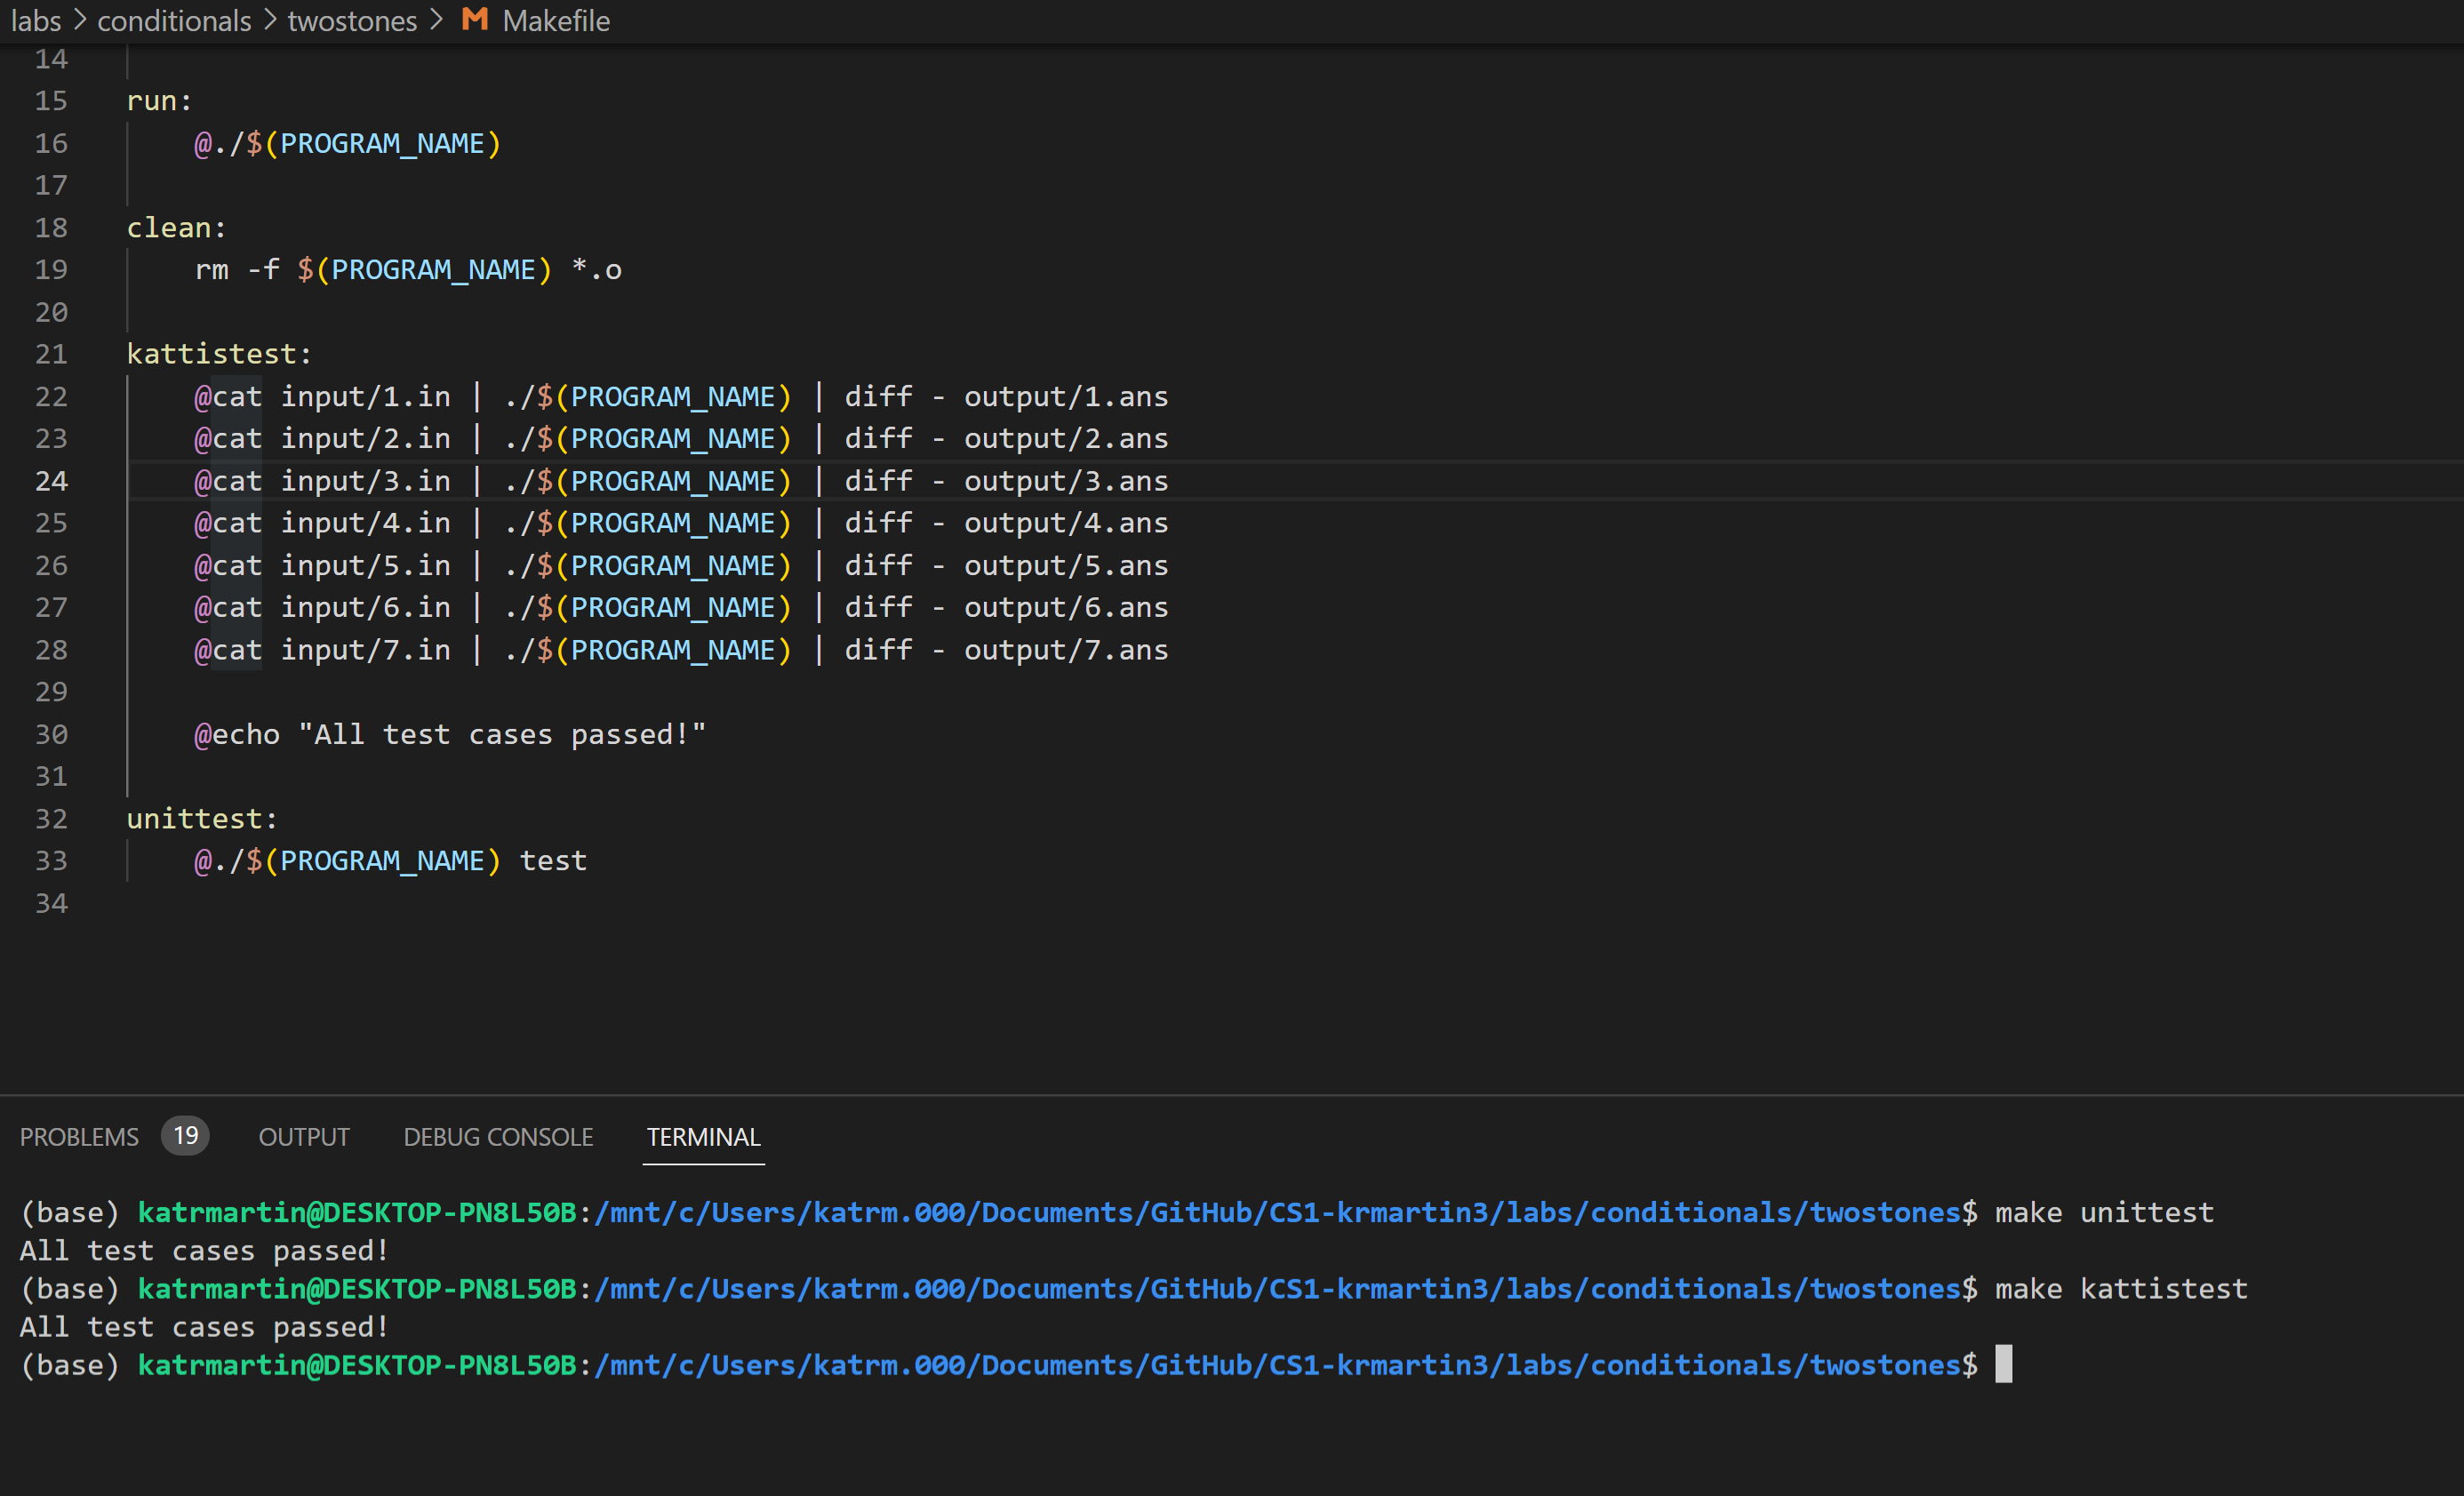 labs > conditionals > twostones > M Makefile
14
15 run:
16 @./$(PROGRAM_NAME)
17
18 clean:
19 rm -f $(PROGRAM_NAME) *.o
20
21 kattistest:
22 @cat input/1.in | ./$(PROGRAM_NAME) | diff - output/1.ans
23 @cat input/2.in | ./$(PROGRAM_NAME) | diff - output/2.ans
24 @cat input/3.in | ./$(PROGRAM_NAME) | diff - output/3.ans
25 @cat input/4.in | ./$(PROGRAM_NAME) | diff - output/4.ans
26 @cat input/5.in | ./$(PROGRAM_NAME) | diff - output/5.ans
27 @cat input/6.in | ./$(PROGRAM_NAME) | diff - output/6.ans
28 @cat input/7.in | ./$(PROGRAM_NAME) | diff - output/7.ans
29
30 @echo "All test cases passed!"
31
32 unittest:
33 @./$(PROGRAM_NAME) test
34
PROBLEMS 19 OUTPUT DEBUG CONSOLE TERMINAL
(base) katrmartin@DESKTOP-PN8L50B:/mnt/c/Users/katrm.000/Documents/GitHub/CS1-krmartin3/labs/conditionals/twostones$ make unittest
All test cases passed!
(base) katrmartin@DESKTOP-PN8L50B:/mnt/c/Users/katrm.000/Documents/GitHub/CS1-krmartin3/labs/conditionals/twostones$ make kattistest
All test cases passed!
(base) katrmartin@DESKTOP-PN8L50B:/mnt/c/Users/katrm.000/Documents/GitHub/CS1-krmartin3/labs/conditionals/twostones$